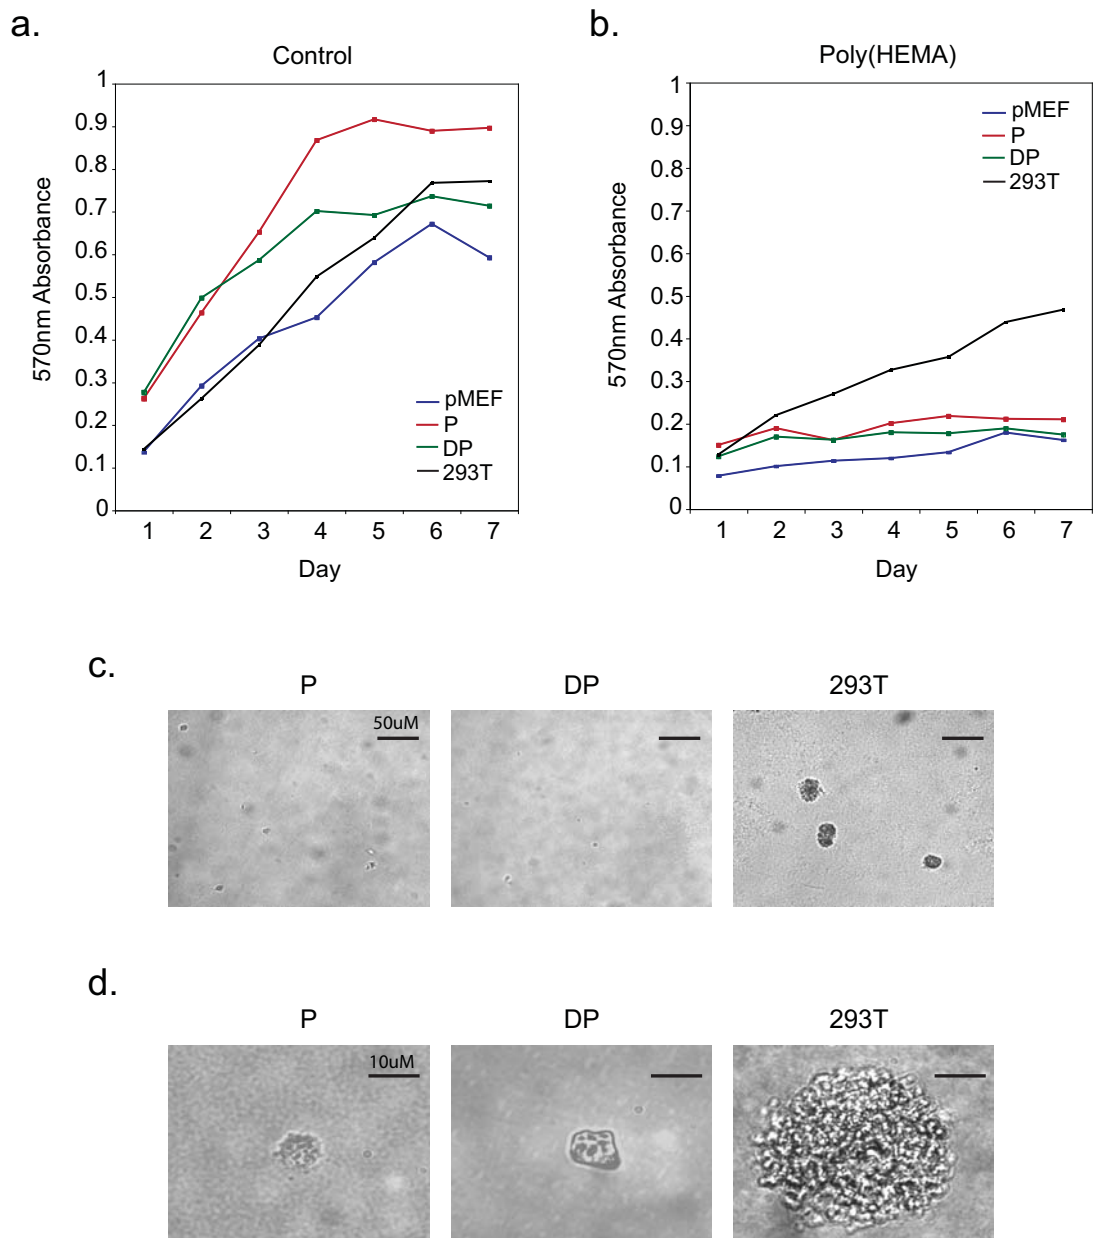 a.
Control
1
0.9
0.8
0.7
0.6
0.5
0.4
0.3
0.2
0.1
0
570nm Absorbance
pMEF
P
DP
293T
1 2 3 4 5 6 7
Day
b.
Poly(HEMA)
1
0.9
0.8
0.7
0.6
0.5
0.4
0.3
0.2
0.1
0
570nm Absorbance
pMEF
P
DP
293T
1 2 3 4 5 6 7
Day
c.
P DP 293T
50uM
d.
P DP 293T
10uM